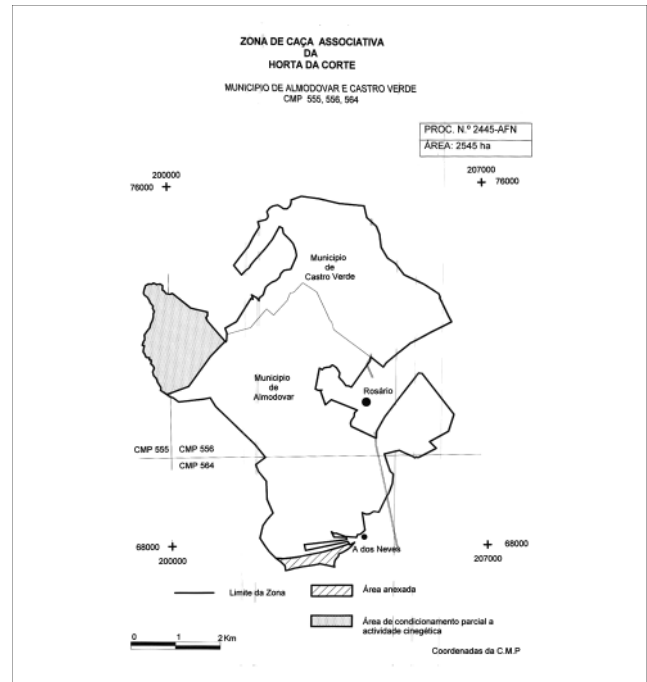 ZONA DE CAÇA ASSOCIATIVA
DA
HORTA DA CORTE
MUNICIPIO DE ALMODOVAR E CASTRO VERDE
CMP 555, 556, 564
PROC. N.º 2445-AFN
ÁREA: 2545 ha
200000
76000
207000
76000
Municipio
de
Castro Verde
Municipio
de
Almodovar
Rosário
CMP 555
CMP 556
CMP 564
68000
200000
A dos Neves
68000
207000
Limite da Zona
Área anexada
Área de condicionamento parcial a
actividade cinegética
0 1 2 Km
Coordenadas da C.M.P